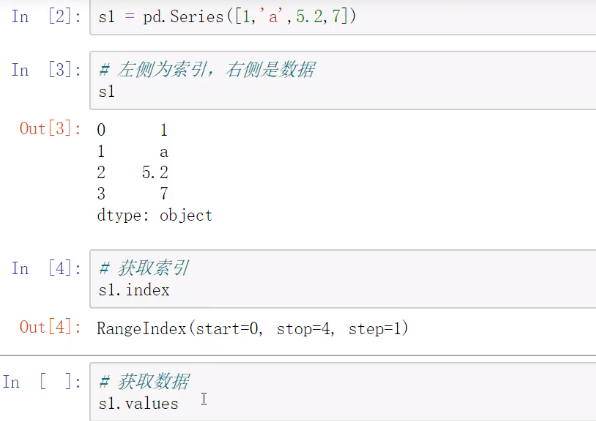 In [2]: s1 = pd.Series([1,'a',5.2,7])
In [3]: # 左侧为索引，右侧是数据
s1
Out[3]: 0 1
1 a
2 5.2
3 7
dtype: object
In [4]: # 获取索引
s1.index
Out[4]: RangeIndex(start=0, stop=4, step=1)
In [ ]: # 获取数据
s1.values